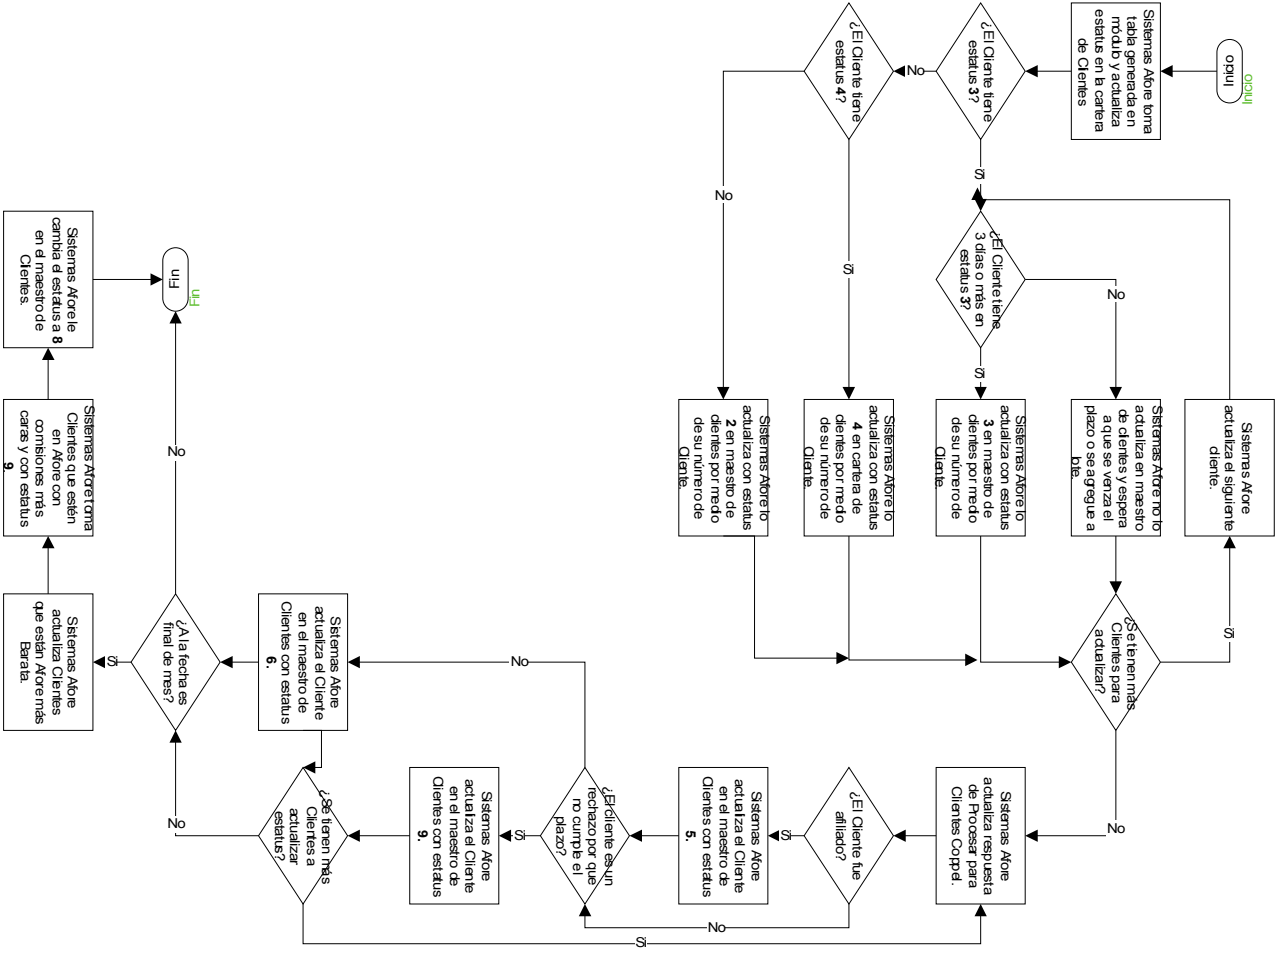 Inicio
Inicio
Sistemas Afore toma
tabla generada en
módulo y actualiza
estatus en la cartera
de Clientes
¿El Cliente tiene
estatus 3?
No
¿El Cliente tiene
estatus 4?
No
Si
Si
¿El Cliente tiene
3 días o más en
estatus 3?
No
Si
Sistemas Afore
actualiza el siguiente
cliente.
Sistemas Afore no lo
actualiza en maestro
de clientes y espera
a que se venza el
plazo o se agregue a
lote.
Sistemas Afore lo
actualiza con estatus
3 en maestro de
clientes por medio
de su número de
Cliente.
Sistemas Afore lo
actualiza con estatus
4 en cartera de
clientes por medio
de su número de
Cliente.
Sistemas Afore lo
actualiza con estatus
2 en maestro de
clientes por medio
de su número de
Cliente.
¿Se tienen más
Clientes para
actualizar?
Si
No
Sistemas Afore
actualiza respuesta
de Procesar para
Clientes Coppel.
¿El Cliente fue
afiliado?
Si
No
Sistemas Afore
actualiza el Cliente
en el maestro de
Clientes con estatus
5.
¿El cliente es un
rechazo por que
no cumple el
plazo?
Si
No
Sistemas Afore
actualiza el Cliente
en el maestro de
Clientes con estatus
9.
¿Se tienen más
Clientes a
actualizar
estatus?
Si
No
Sistemas Afore
actualiza el Cliente
en el maestro de
Clientes con estatus
6.
¿A la fecha es
final de mes?
Si
No
Sistemas Afore
actualiza Clientes
que están Afore más
Barata.
Sistemas Afore toma
Clientes que estén
en Afore con
comisiones más
caras y con estatus
9
Sistemas Afore le
cambia el estatus a 8
en el maestro de
Clientes.
Fin
Fin